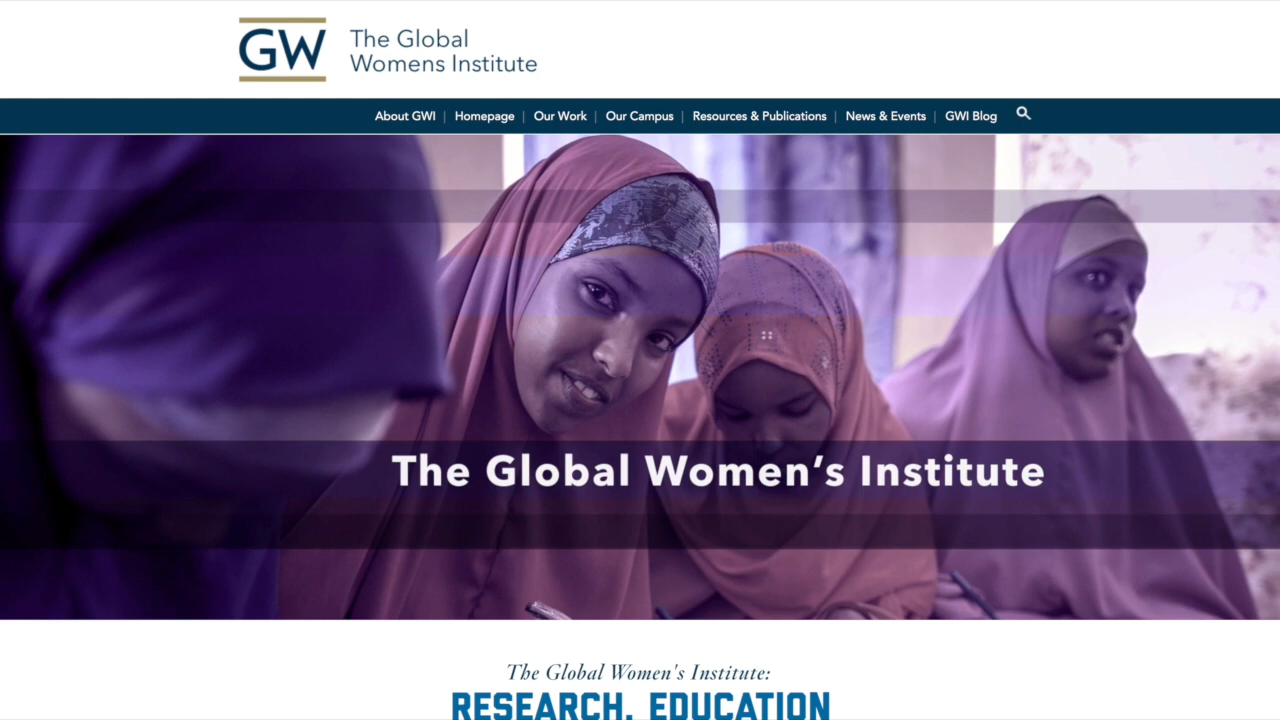 GW
The Global
Womens Institute
About GWI | Homepage | Our Work | Our Campus | Resources & Publications | News & Events | GWI Blog
The Global Women’s Institute
The Global Women's Institute:
RESEARCH, EDUCATION